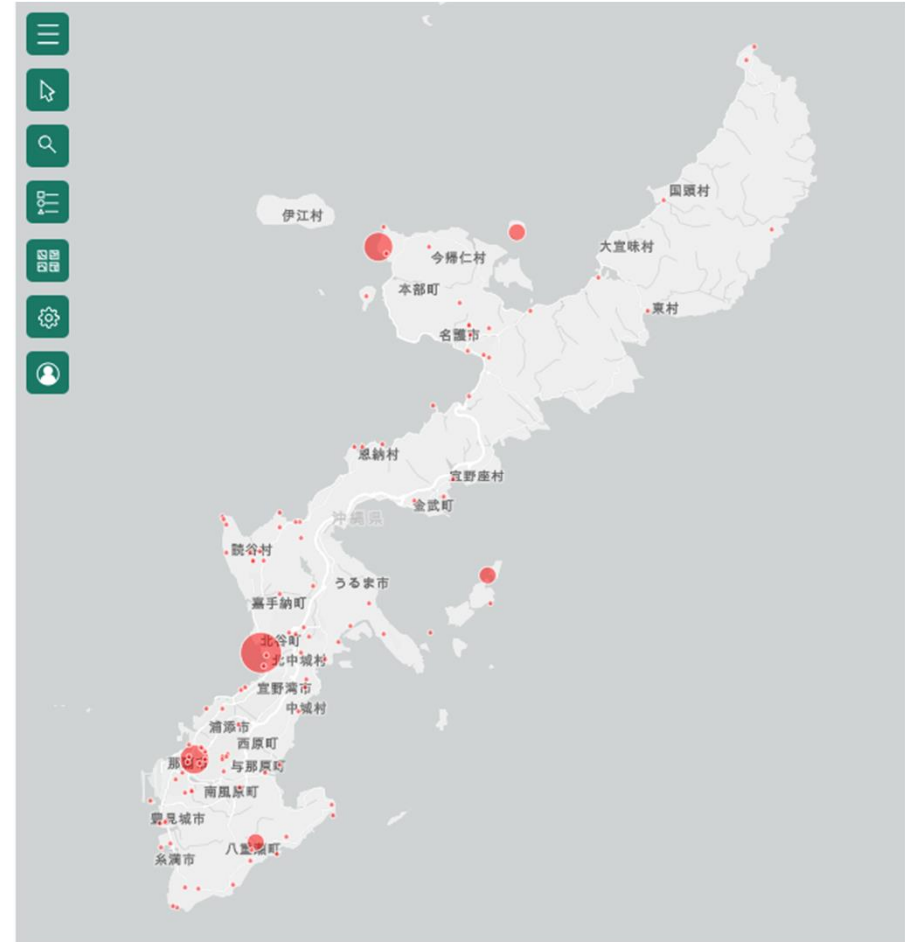 国頭村
伊江村
大宜味村
今帰仁村
本部町
東村
名護市
恩納村
宜野座村
金武町
沖縄県
読谷村
うるま市
嘉手納町
北谷町
北中城村
宜野湾市
中城村
浦添市
西原町
那覇市
与那原町
南風原町
豊見城市
八重瀬町
糸満市